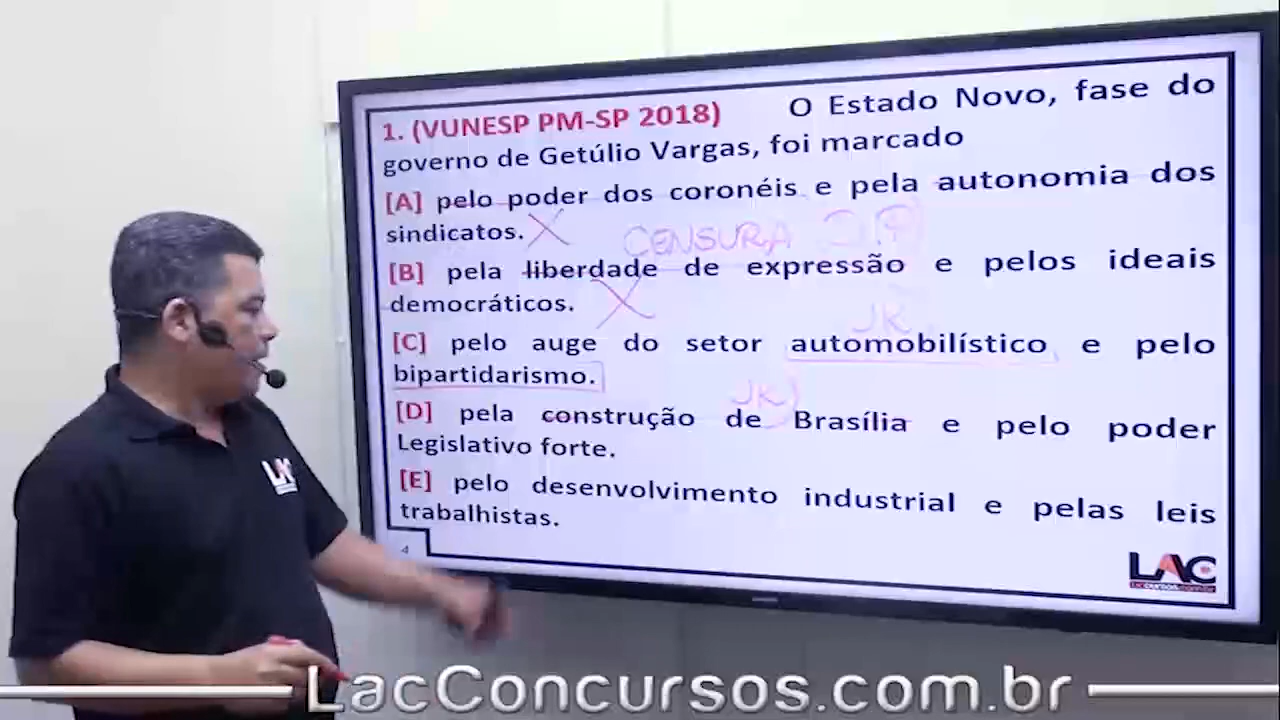 1. (VUNESP PM-SP 2018) O Estado Novo, fase do
governo de Getúlio Vargas, foi marcado
[A] pelo poder dos coronéis e pela autonomia dos
sindicatos.
CENSURA
[B] pela liberdade de expressão e pelos ideais
democráticos.
JK
[C] pelo auge do setor automobilístico e pelo
bipartidarismo.
JK
[D] pela construção de Brasília e pelo poder
Legislativo forte.
[E] pelo desenvolvimento industrial e pelas leis
trabalhistas.
4
LAC
LAC
LacConcursos.com.br